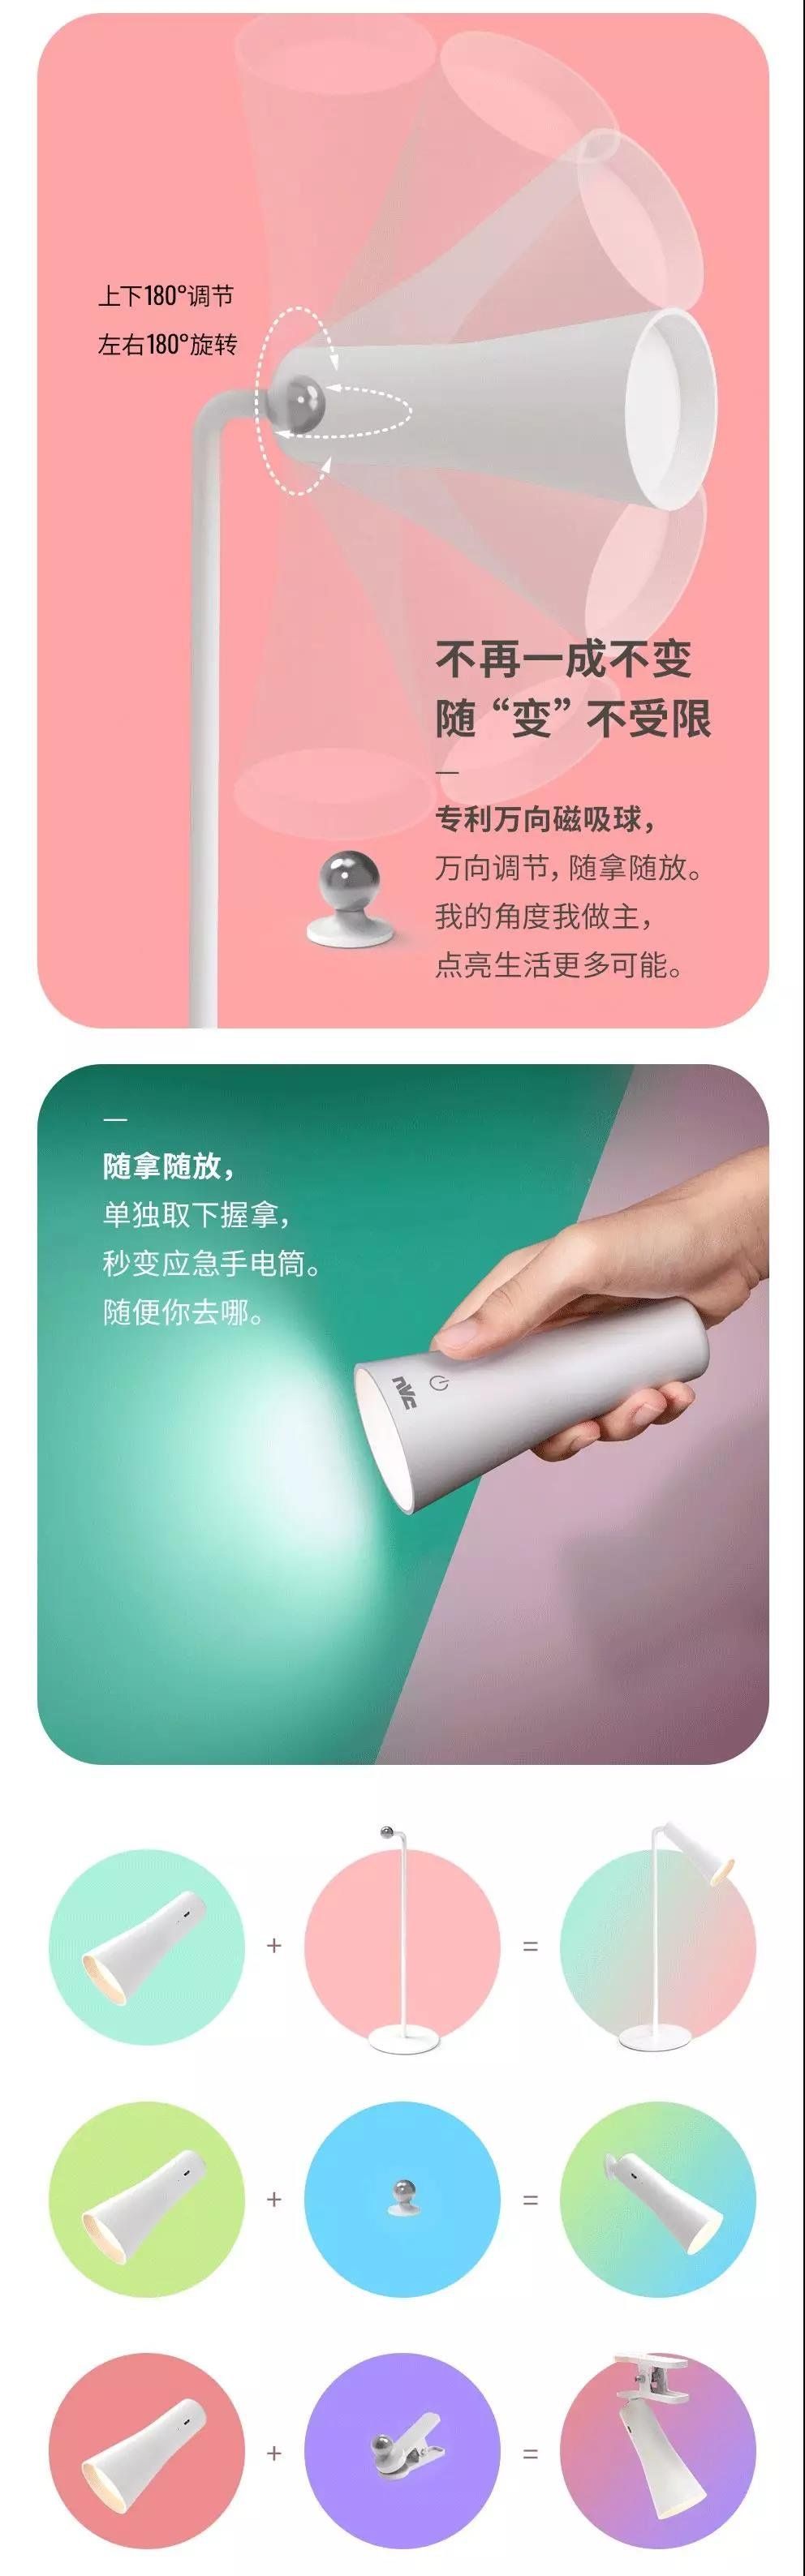 上下180°调节
左右180°旋转
不再一成不变
随“变”不受限
专利万向磁吸球，
万向调节，随拿随放。
我的角度我做主，
点亮生活更多可能。
随拿随放，
单独取下握拿，
秒变应急手电筒。
随便你去哪。
nVC
+
=
+
=
+
=